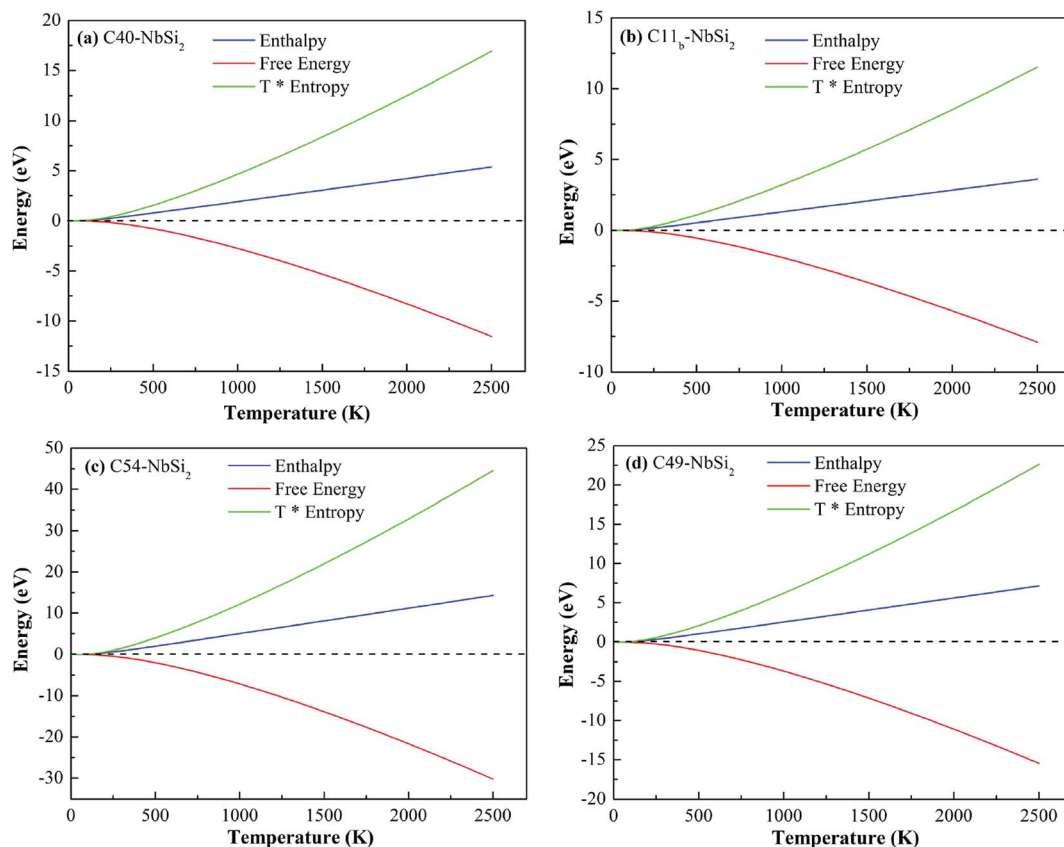 (a) C40-NbSi2
Enthalpy
Free Energy
T * Entropy
Energy (eV)
20
15
10
5
0
-5
-10
-15
0 500 1000 1500 2000 2500
Temperature (K)
(b) C11b-NbSi2
Enthalpy
Free Energy
T * Entropy
Energy (eV)
15
10
5
0
-5
-10
0 500 1000 1500 2000 2500
Temperature (K)
(c) C54-NbSi2
Enthalpy
Free Energy
T * Entropy
Energy (eV)
50
40
30
20
10
0
-10
-20
-30
0 500 1000 1500 2000 2500
Temperature (K)
(d) C49-NbSi2
Enthalpy
Free Energy
T * Entropy
Energy (eV)
25
20
15
10
5
0
-5
-10
-15
-20
0 500 1000 1500 2000 2500
Temperature (K)